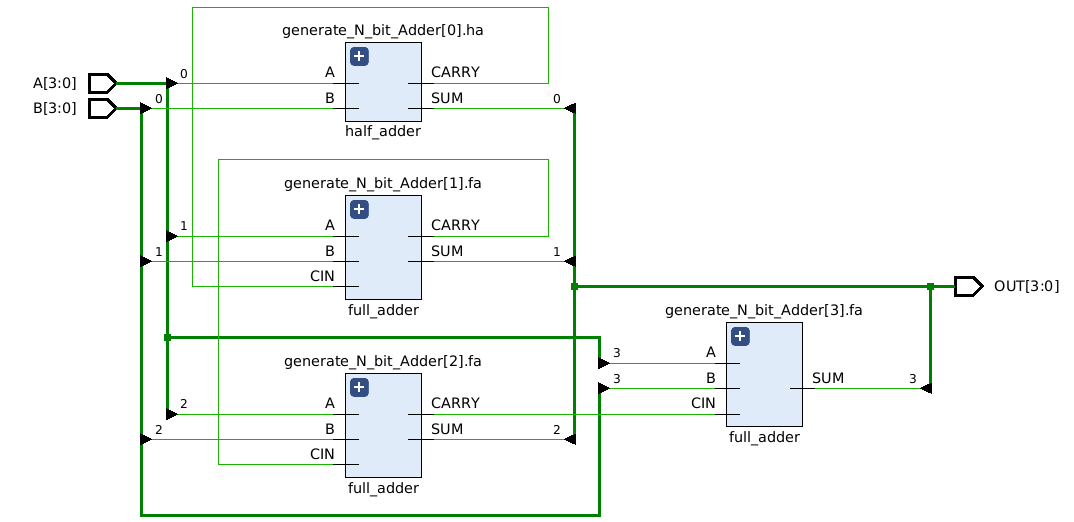 generate_N_bit_Adder[0].ha
A[3:0] 0 A CARRY
B[3:0] 0 B SUM 0
half_adder
generate_N_bit_Adder[1].fa
1 A CARRY
1 B SUM 1
CIN
OUT[3:0]
full_adder
generate_N_bit_Adder[3].fa
3 A
3 B SUM 3
CIN
full_adder
generate_N_bit_Adder[2].fa
2 A CARRY
2 B SUM 2
CIN
full_adder